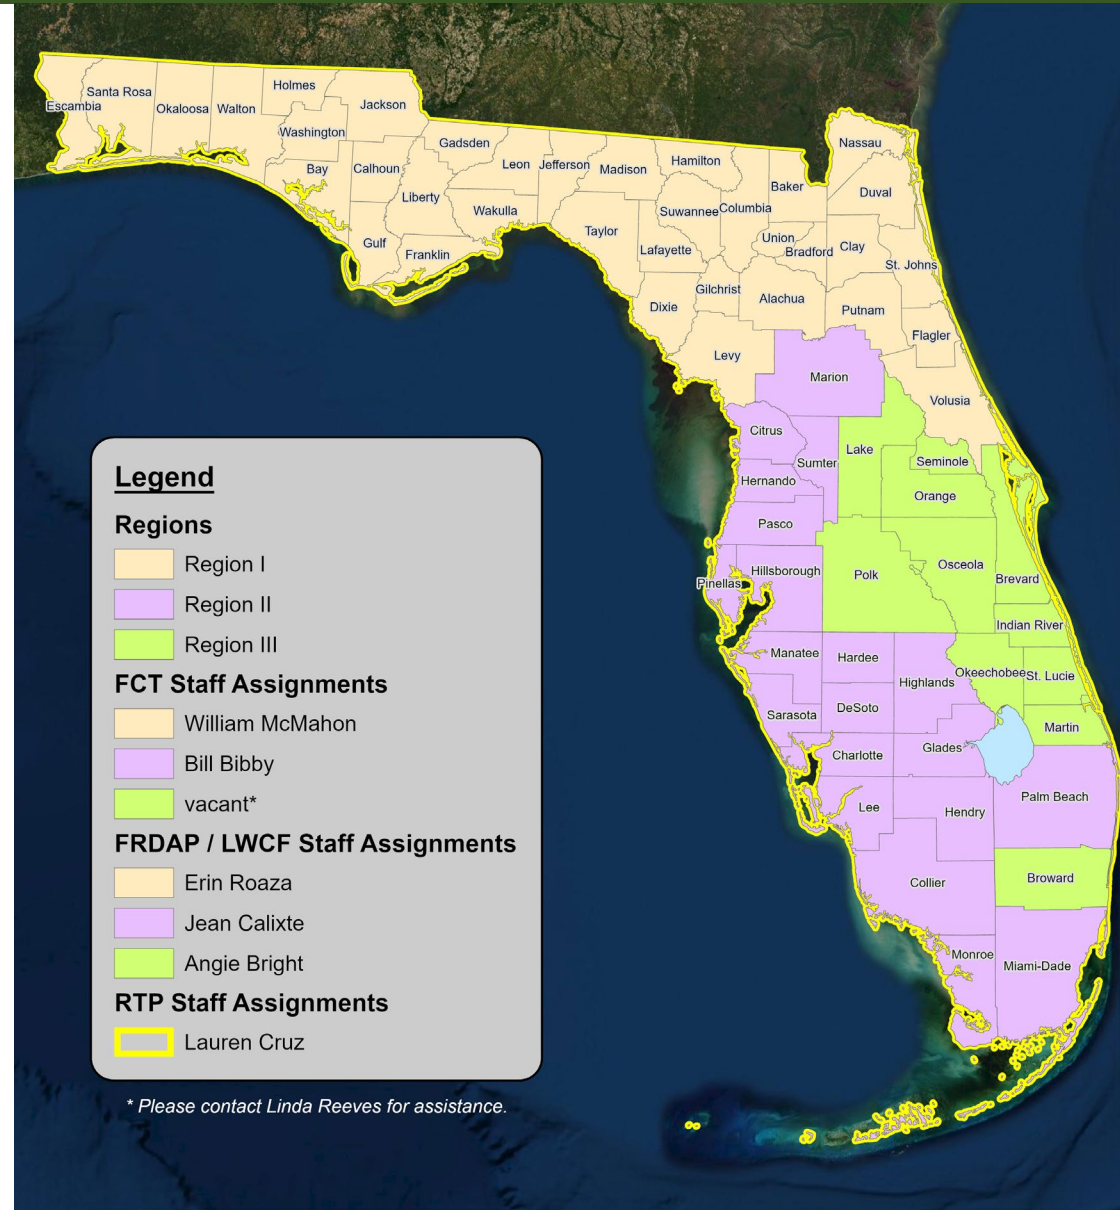 Holmes
Santa Rosa
Jackson
Escambia
Okaloosa
Walton
Washington
Gadsden
Nassau
Leon
Jefferson
Hamilton
Madison
Bay
Calhoun
Baker
Duval
Liberty
Suwannee
Columbia
Wakulla
Taylor
Union
Gulf
Lafayette
Bradford
Clay
Franklin
St. Johns
Gilchrist
Alachua
Dixie
Putnam
Flagler
Levy
Marion
Volusia
Citrus
Lake
Sumter
Seminole
Hernando
Orange
Pasco
Osceola
Hillsborough
Polk
Brevard
Pinellas
Indian River
Manatee
Hardee
Okeechobee
St. Lucie
Highlands
DeSoto
Sarasota
Martin
Glades
Charlotte
Palm Beach
Lee
Hendry
Broward
Collier
Monroe
Miami-Dade
Legend
Regions
Region I
Region II
Region III
FCT Staff Assignments
William McMahon
Bill Bibby
vacant*
FRDAP / LWCF Staff Assignments
Erin Roaza
Jean Calixte
Angie Bright
RTP Staff Assignments
Lauren Cruz
* Please contact Linda Reeves for assistance.